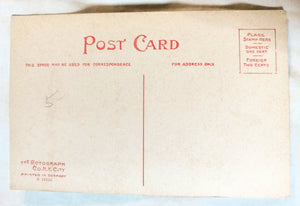 POST CARD
THIS SPACE MAY BE USED FOR CORRESPONDENCE
FOR ADDRESS ONLY
PLACE
STAMP HERE
DOMESTIC
ONE CENT
FOREIGN
TWO CENTS
5
THE ROTOGRAPH
CO. N.Y. CITY
PRINTED IN GERMANY